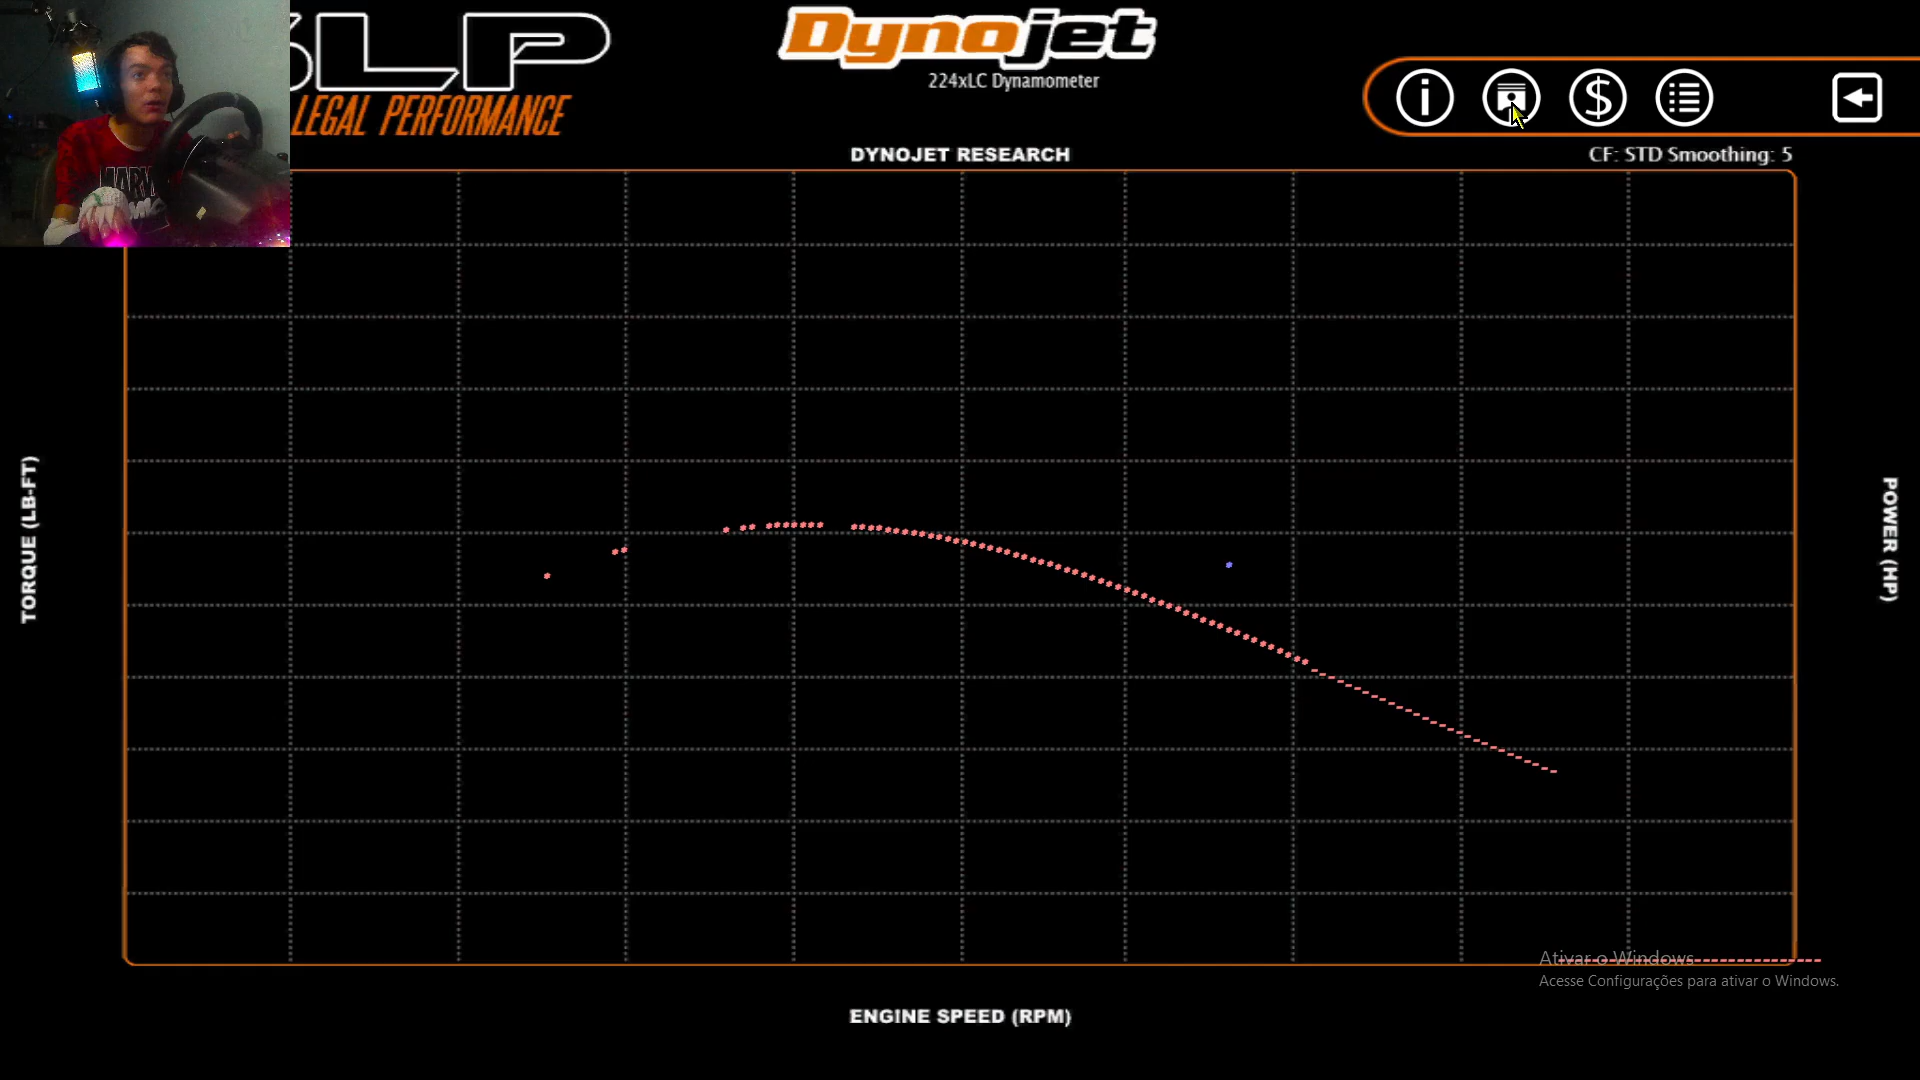 SLP
LEGAL PERFORMANCE
Dynojet
224xLC Dynamometer
DYNOJET RESEARCH
CF: STD Smoothing: 5
TORQUE (LB-FT)
POWER (HP)
ENGINE SPEED (RPM)
Ativar o Windows
Acesse Configurações para ativar o Windows.
MARV